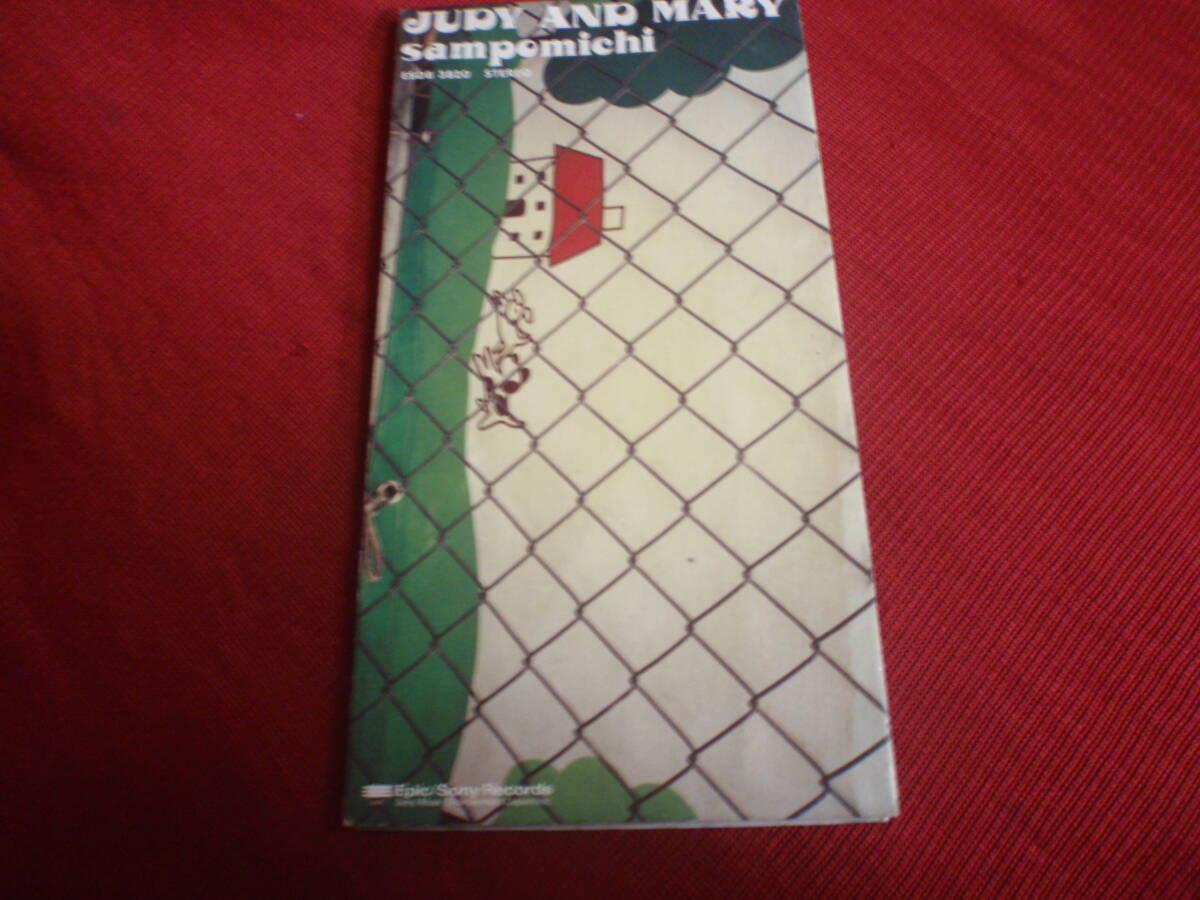 JUDY AND MARY
sampomichi
STEREO
Epic/Sony Records